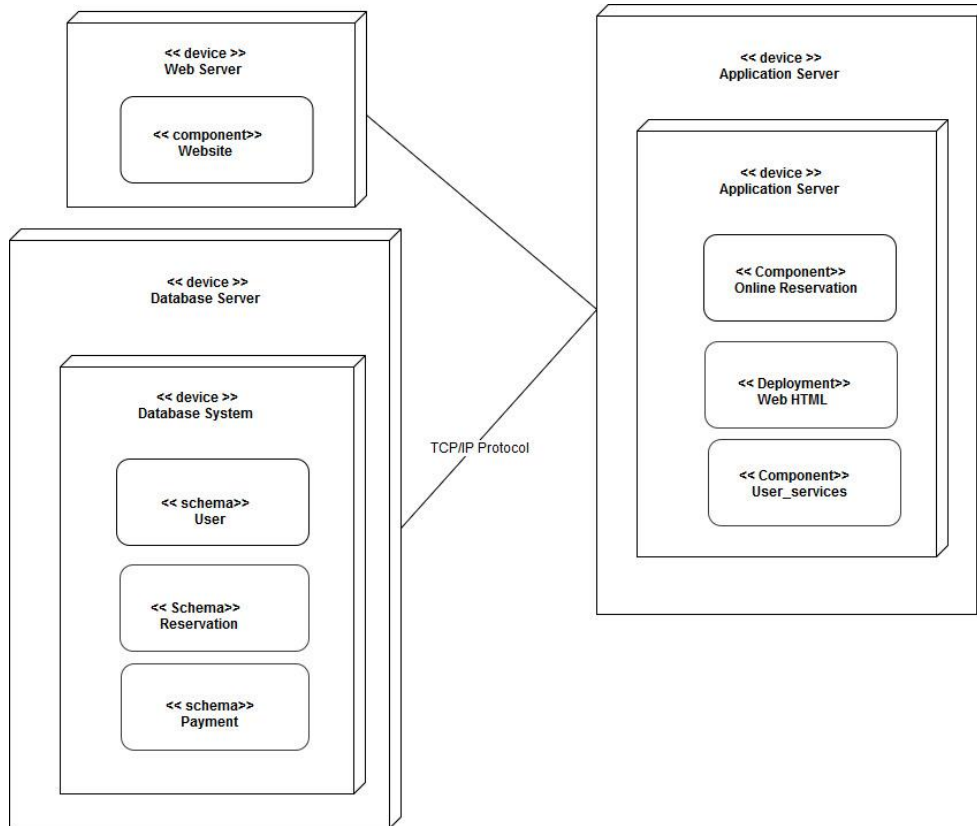 << device >>
Web Server
<< component>>
Website
<< device >>
Database Server
<< device >>
Database System
<< schema>>
User
<< Schema>>
Reservation
<< schema>>
Payment
TCP/IP Protocol
<< device >>
Application Server
<< device >>
Application Server
<< Component>>
Online Reservation
<< Deployment>>
Web HTML
<< Component>>
User_services